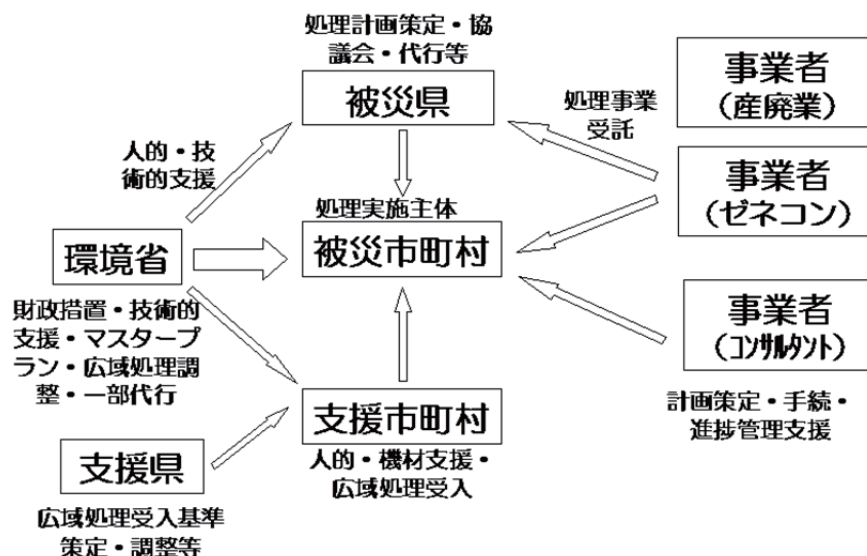 処理計画策定・協
議会・代行等
被災県
事業者
(産廃業)
処理事業
受託
人的・技
術的支援
事業者
(ゼネコン)
処理実施主体
環境省
被災市町村
財政措置・技術的
支援・マスタープ
ラン・広域処理調
整・一部代行
事業者
(コンサルタント)
計画策定・手続・
進捗管理支援
支援市町村
人的・機材支援・
広域処理受入
支援県
広域処理受入基準
策定・調整等